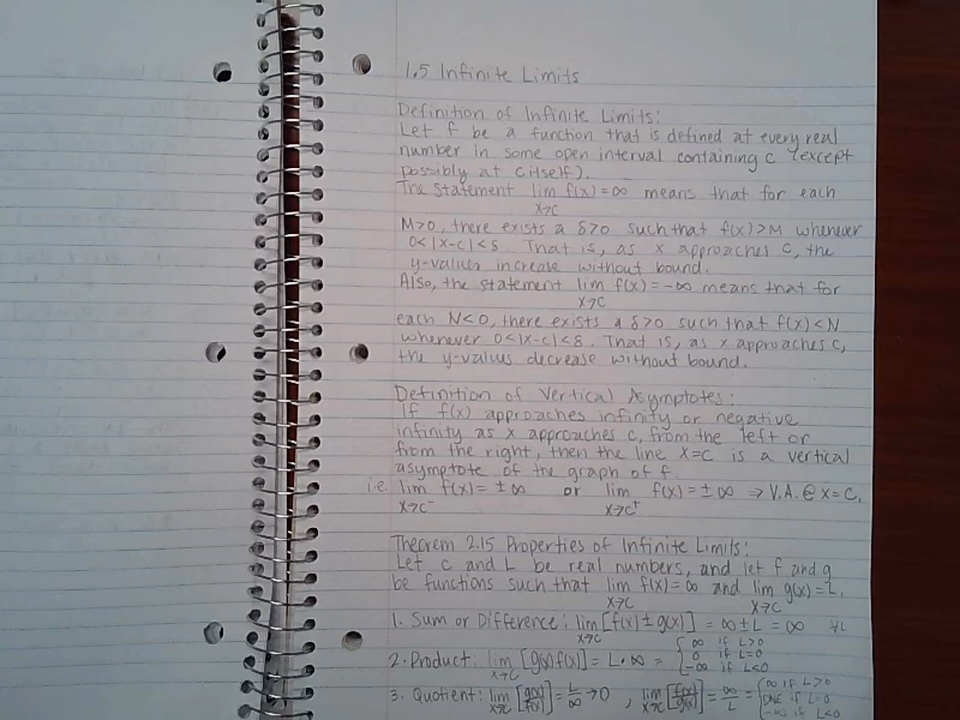 1.5 Infinite Limits
Definition of Infinite Limits:
Let f be a function that is defined at every real
number in some open interval containing c (except
possibly at c itself).
The statement lim f(x) = ∞ means that for each
x→c
M>0, there exists a δ>0 such that f(x)>M whenever
0<|x-c|<δ. That is, as x approaches c, the
y-values increase without bound.
Also, the statement lim f(x) = -∞ means that for
x→c
each N<0, there exists a δ>0 such that f(x)<N
whenever 0<|x-c|<δ. That is, as x approaches c,
the y-values decrease without bound.
Definition of Vertical Asymptotes:
If f(x) approaches infinity or negative
infinity as x approaches c, from the left or
from the right, then the line x=c is a vertical
asymptote of the graph of f.
i.e. lim f(x) = ±∞ or lim f(x) = ±∞ ⇒ V.A. @ x=c.
x→c⁻ x→c⁺
Theorem 2.15 Properties of Infinite Limits:
Let c and L be real numbers, and let f and g
be functions such that lim f(x) = ∞ and lim g(x) = L.
x→c x→c
1. Sum or Difference: lim [f(x) ± g(x)] = ∞ ± L = ∞ ∀L
x→c
2. Product: lim [g(x)f(x)] = L·∞ = { ∞ if L>0
x→c 0 if L=0
-∞ if L<0
3. Quotient: lim [g(x)/f(x)] = L/∞ → 0 , lim [f(x)/g(x)] = ∞/L = { ∞ if L>0
x→c x→c DNE if L=0
-∞ if L<0